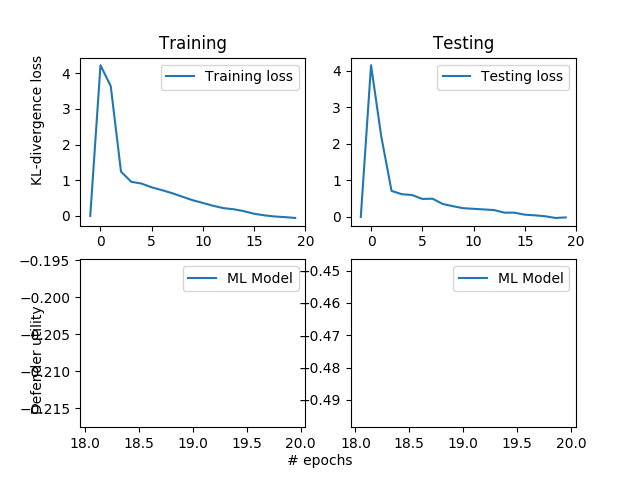 Training Testing
KL-divergence loss
Training loss
Testing loss
4
3
2
1
0
0 5 10 15 20
4
3
2
1
0
0 5 10 15 20
Defender utility
ML Model
ML Model
−0.195
−0.200
−0.205
−0.210
−0.215
18.0 18.5 19.0 19.5 20.0
−0.45
−0.46
−0.47
−0.48
−0.49
18.0 18.5 19.0 19.5 20.0
# epochs